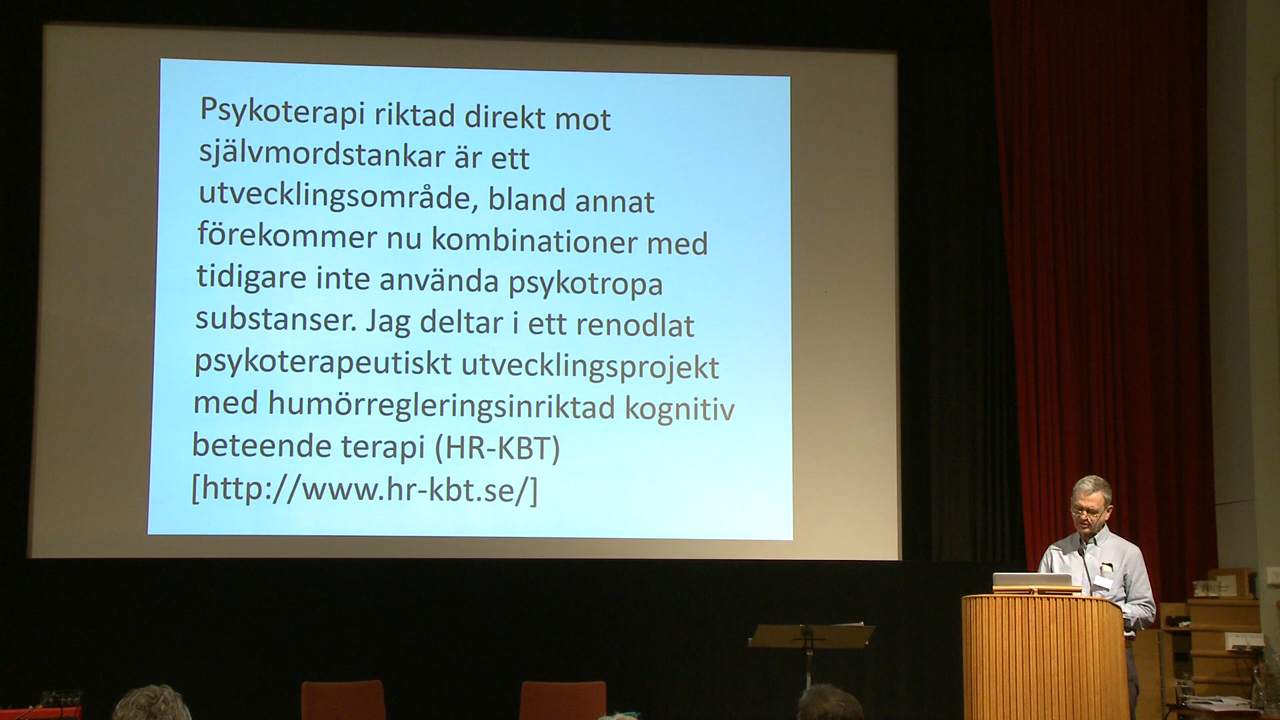 Psykoterapi riktad direkt mot
självmordstankar är ett
utvecklingsområde, bland annat
förekommer nu kombinationer med
tidigare inte använda psykotropa
substanser. Jag deltar i ett renodlat
psykoterapeutiskt utvecklingsprojekt
med humörregleringsinriktad kognitiv
beteende terapi (HR-KBT)
[http://www.hr-kbt.se/]